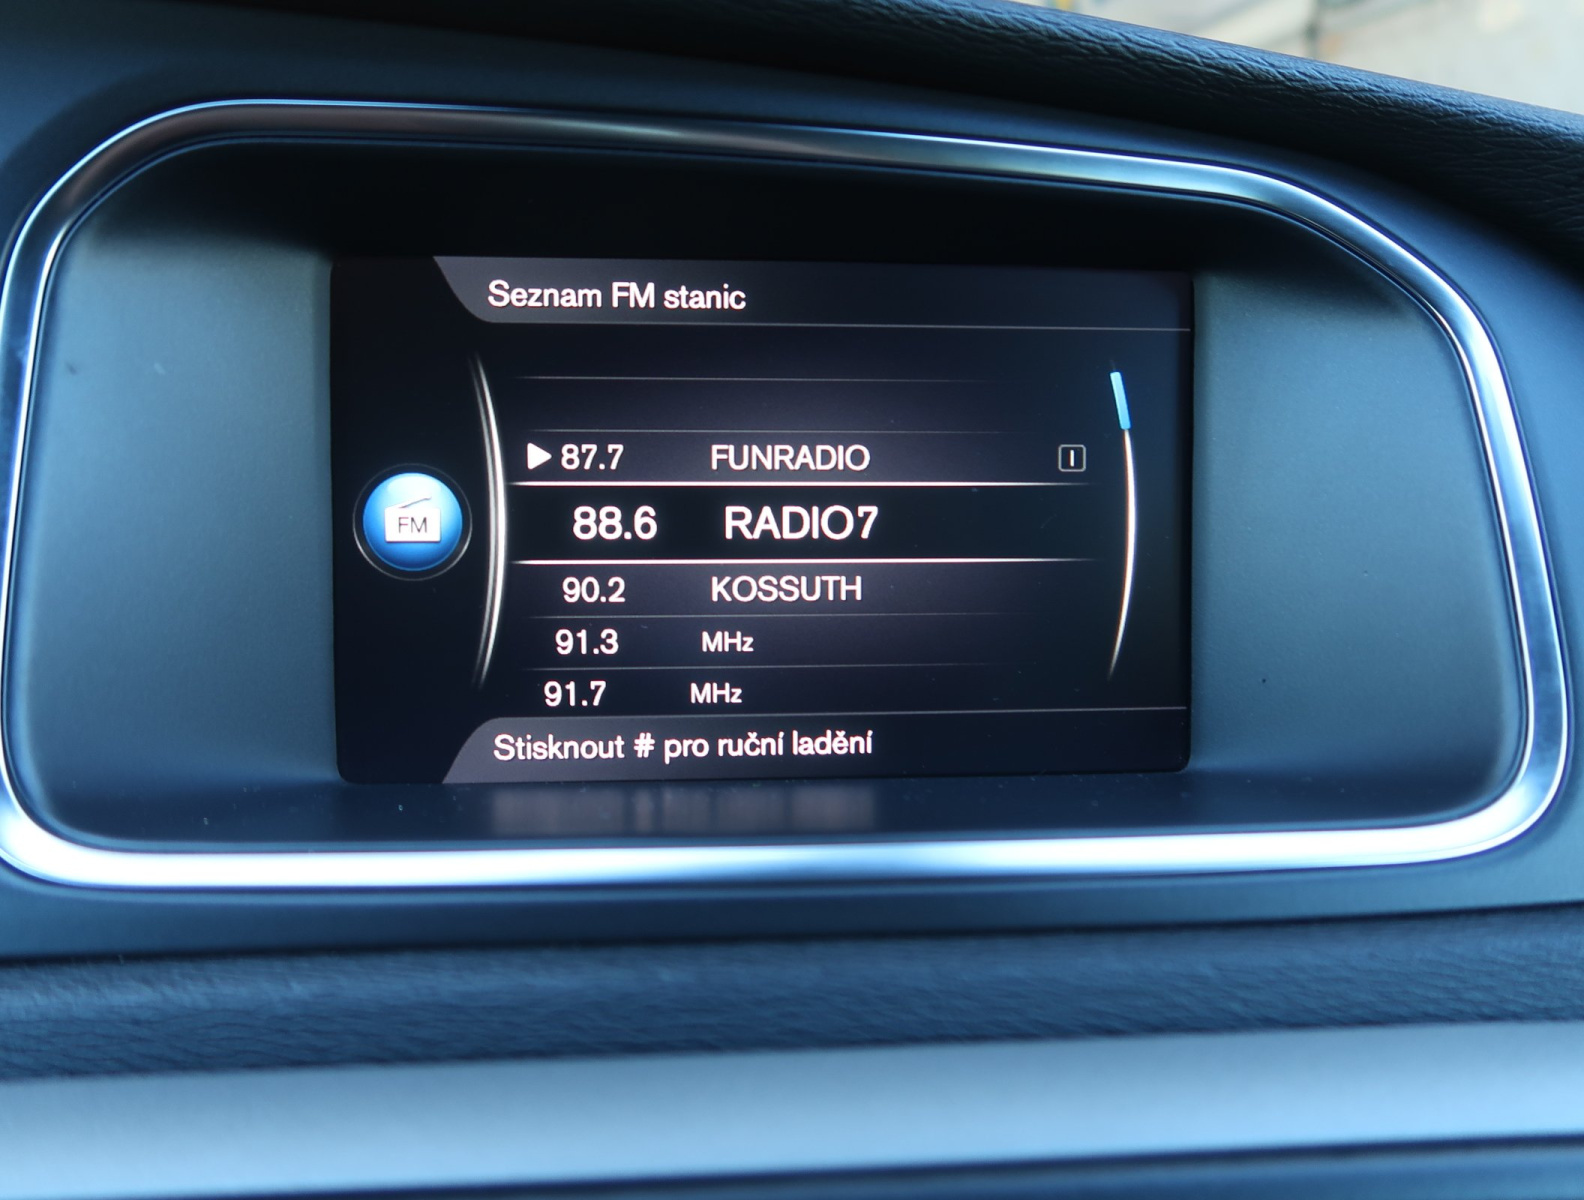 Seznam FM stanic
87.7 FUNRADIO I
88.6 RADIO7
FM
90.2 KOSSUTH
91.3 MHz
91.7 MHz
Stisknout # pro ruční ladění